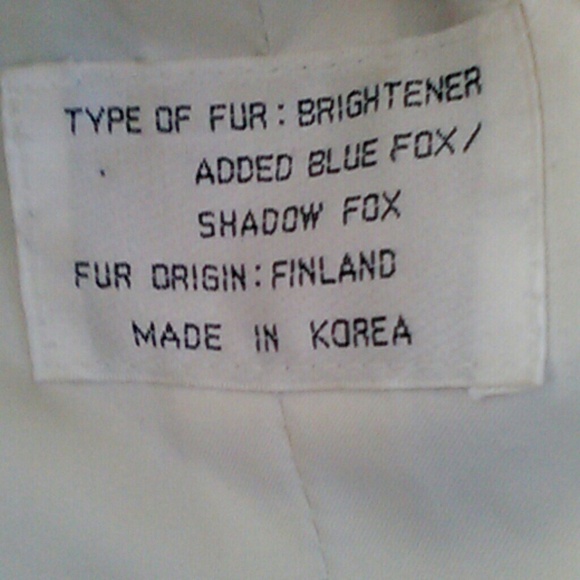 TYPE OF FUR: BRIGHTENER
ADDED BLUE FOX/
SHADOW FOX
FUR ORIGIN: FINLAND
MADE IN KOREA